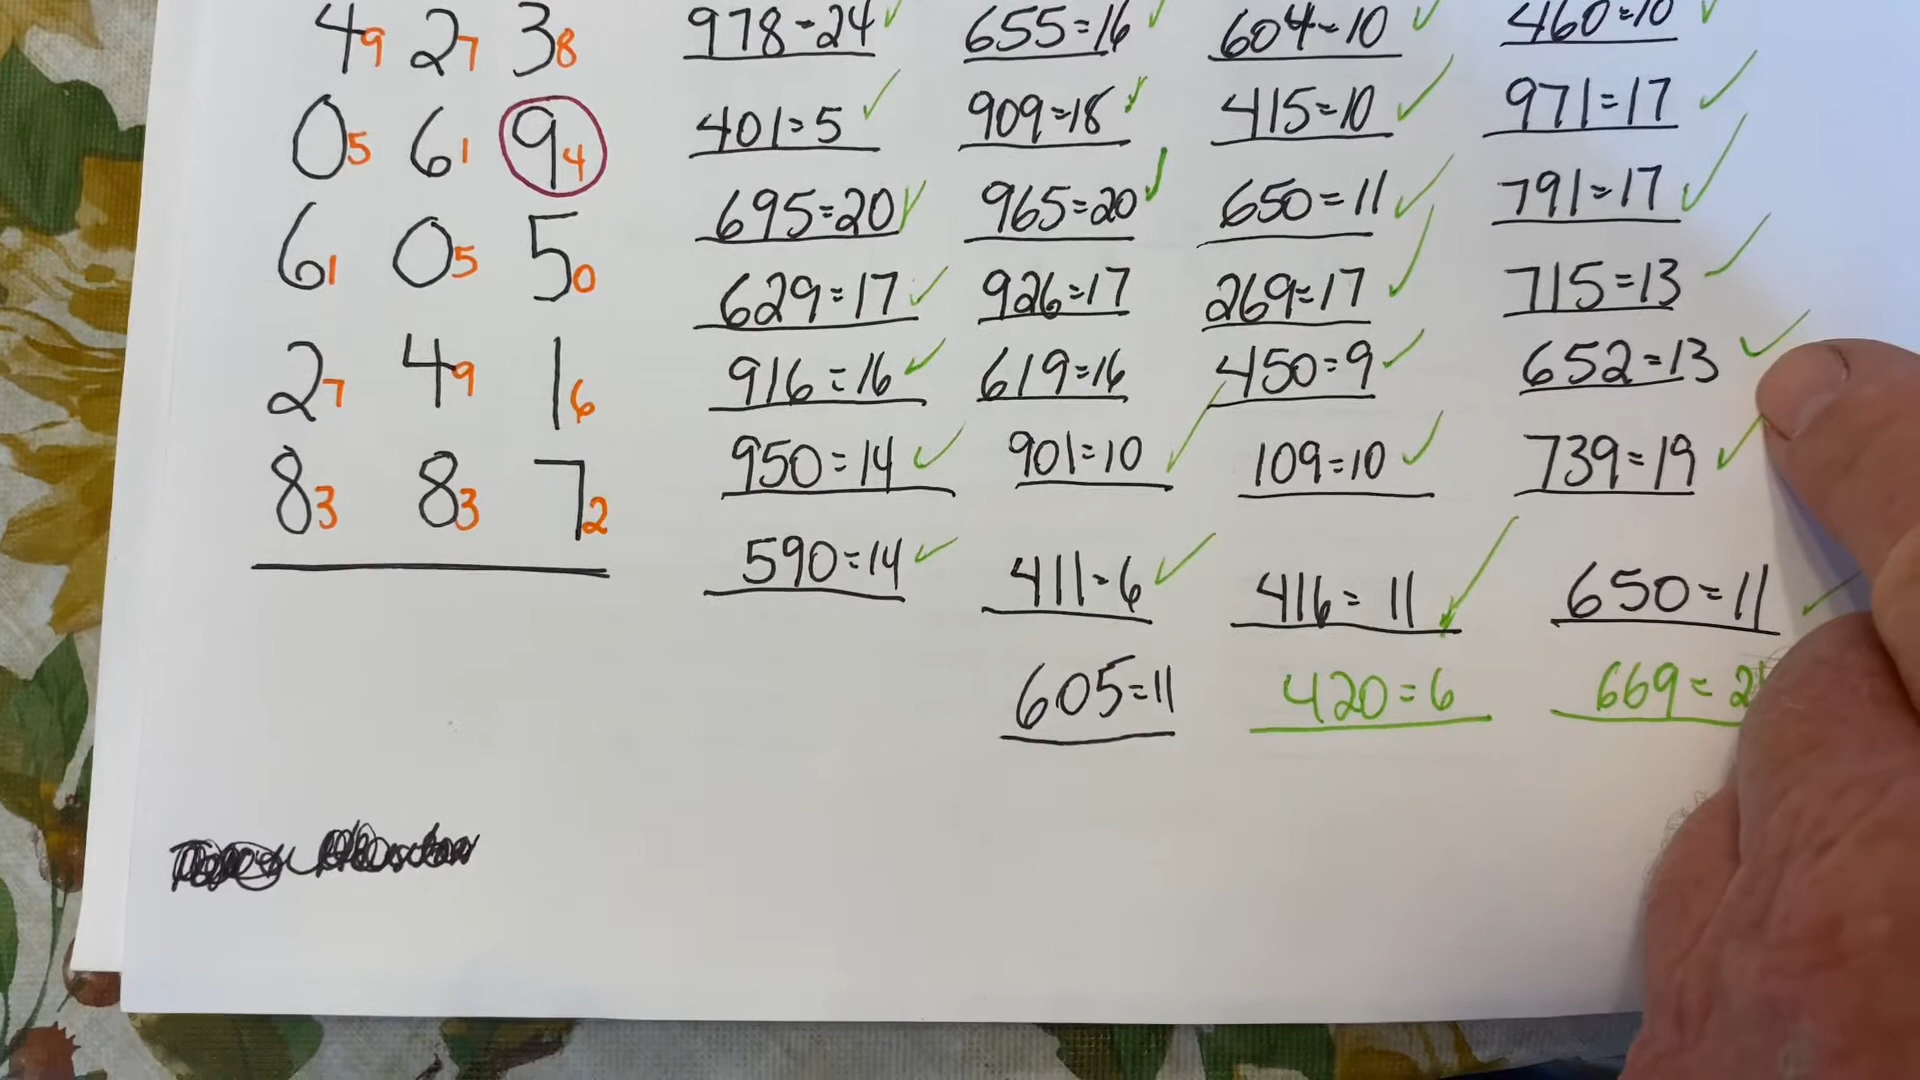 49 27 38 978=24 655=16 604=10 460=10
05 61 94 401=5 909=18 415=10 971=17
61 05 50 695=20 965=20 650=11 791=17
629=17 926=17 269=17 715=13
27 49 16 916=16 619=16 450=9 652=13
83 83 72 950=14 901=10 109=10 739=19
590=14 411=6 416=11 650=11
605=11 420=6 669=